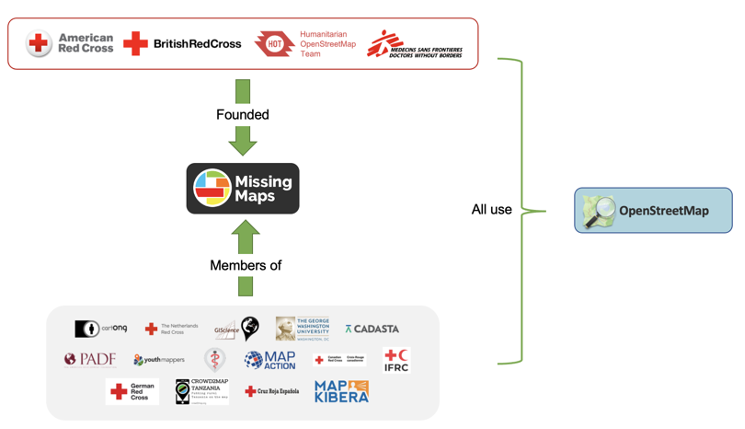 American
Red Cross
BritishRedCross
HOT
Humanitarian
OpenStreetMap
Team
MEDECINS SANS FRONTIERES
DOCTORS WITHOUT BORDERS
Founded
Missing
Maps
All use
OpenStreetMap
Members of
cartONG
The Netherlands
Red Cross
GIScience
THE GEORGE
WASHINGTON
UNIVERSITY
WASHINGTON, DC
CADASTA
PADF
youthmappers
MAP
ACTION
Canadian
Red Cross
Croix-Rouge
canadienne
IFRC
German
Red
Cross
CROWD2MAP
TANZANIA
Cruz Roja Española
MAP
KIBERA